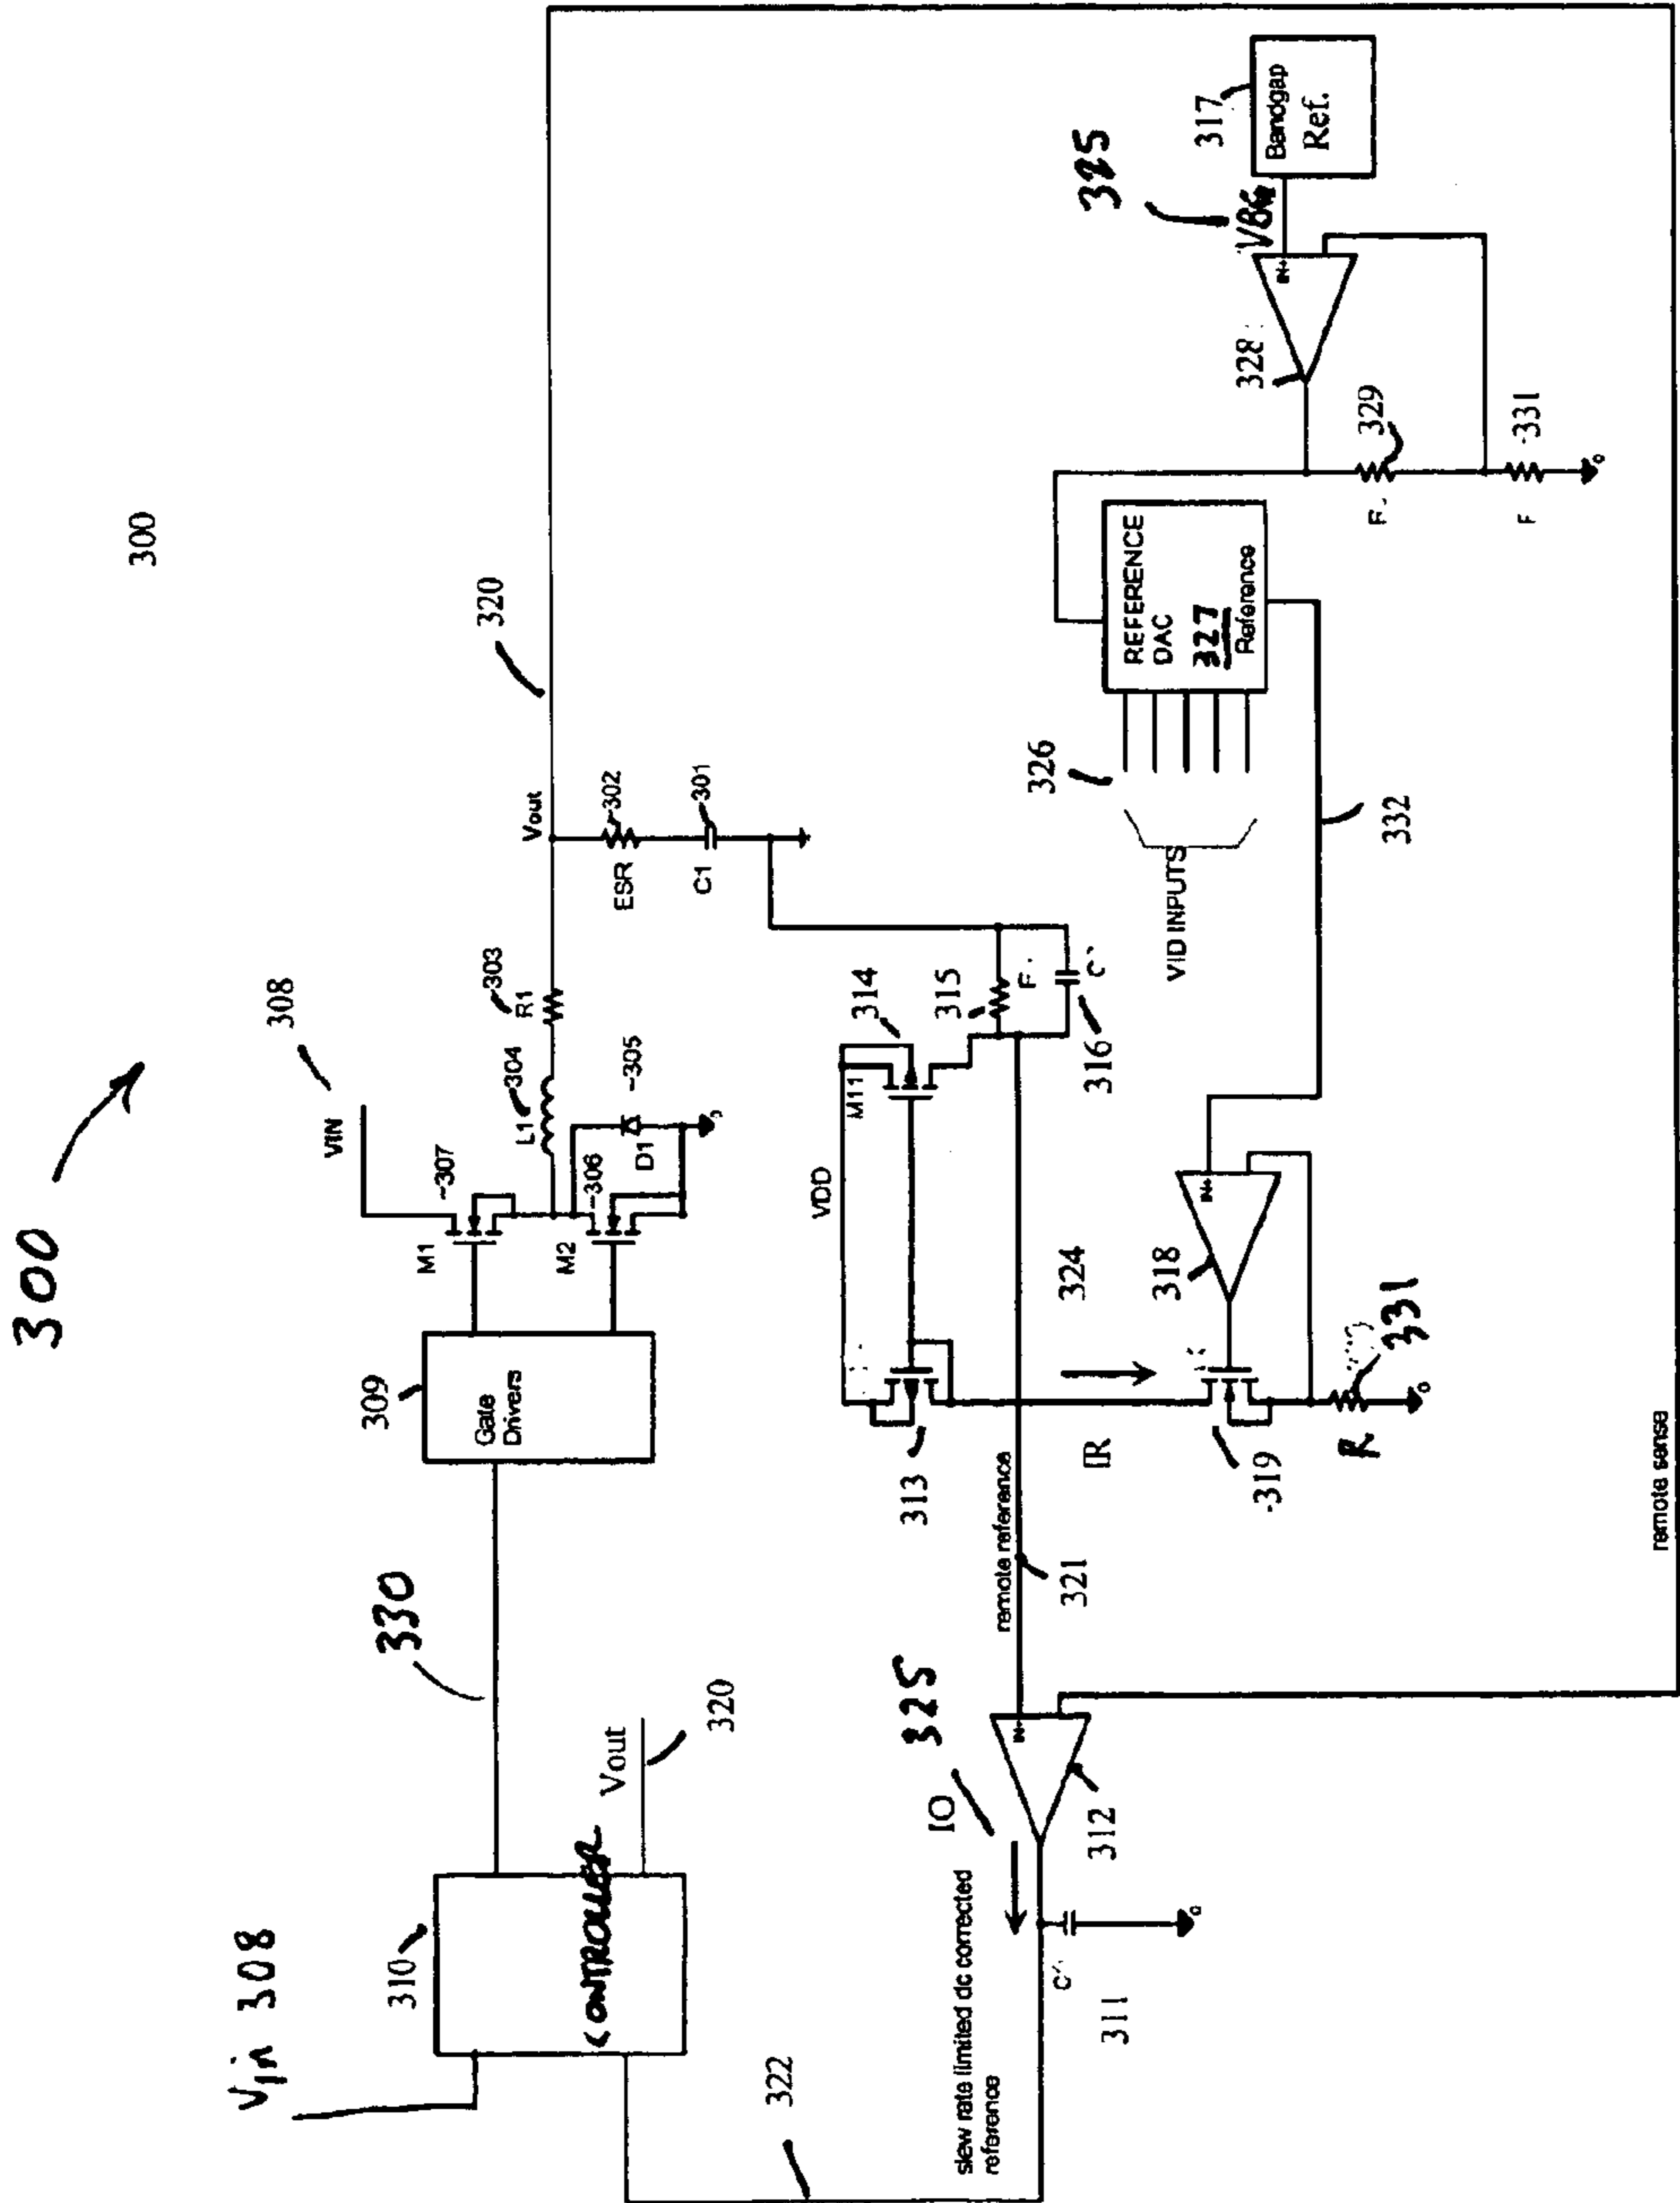 300
300
Vin 308
310
CONTROLLER
Vout
320
330
309
Gate
Drivers
M1
~307
M2
~306
VIN
308
L1
304
D1
~305
R1
303
Vout
320
ESR
302
C1
301
322
slew rate limited dc corrected
reference
IO
325
C
311
312
IN+
remote reference
321
313
VDD
M11
314
315
316
IR
324
319
318
IN+
R
331
VID INPUTS
326
REFERENCE
DAC
327
Reference
332
328
IN+
VBG
325
317
Bandgap
Ref.
329
331
remote sense